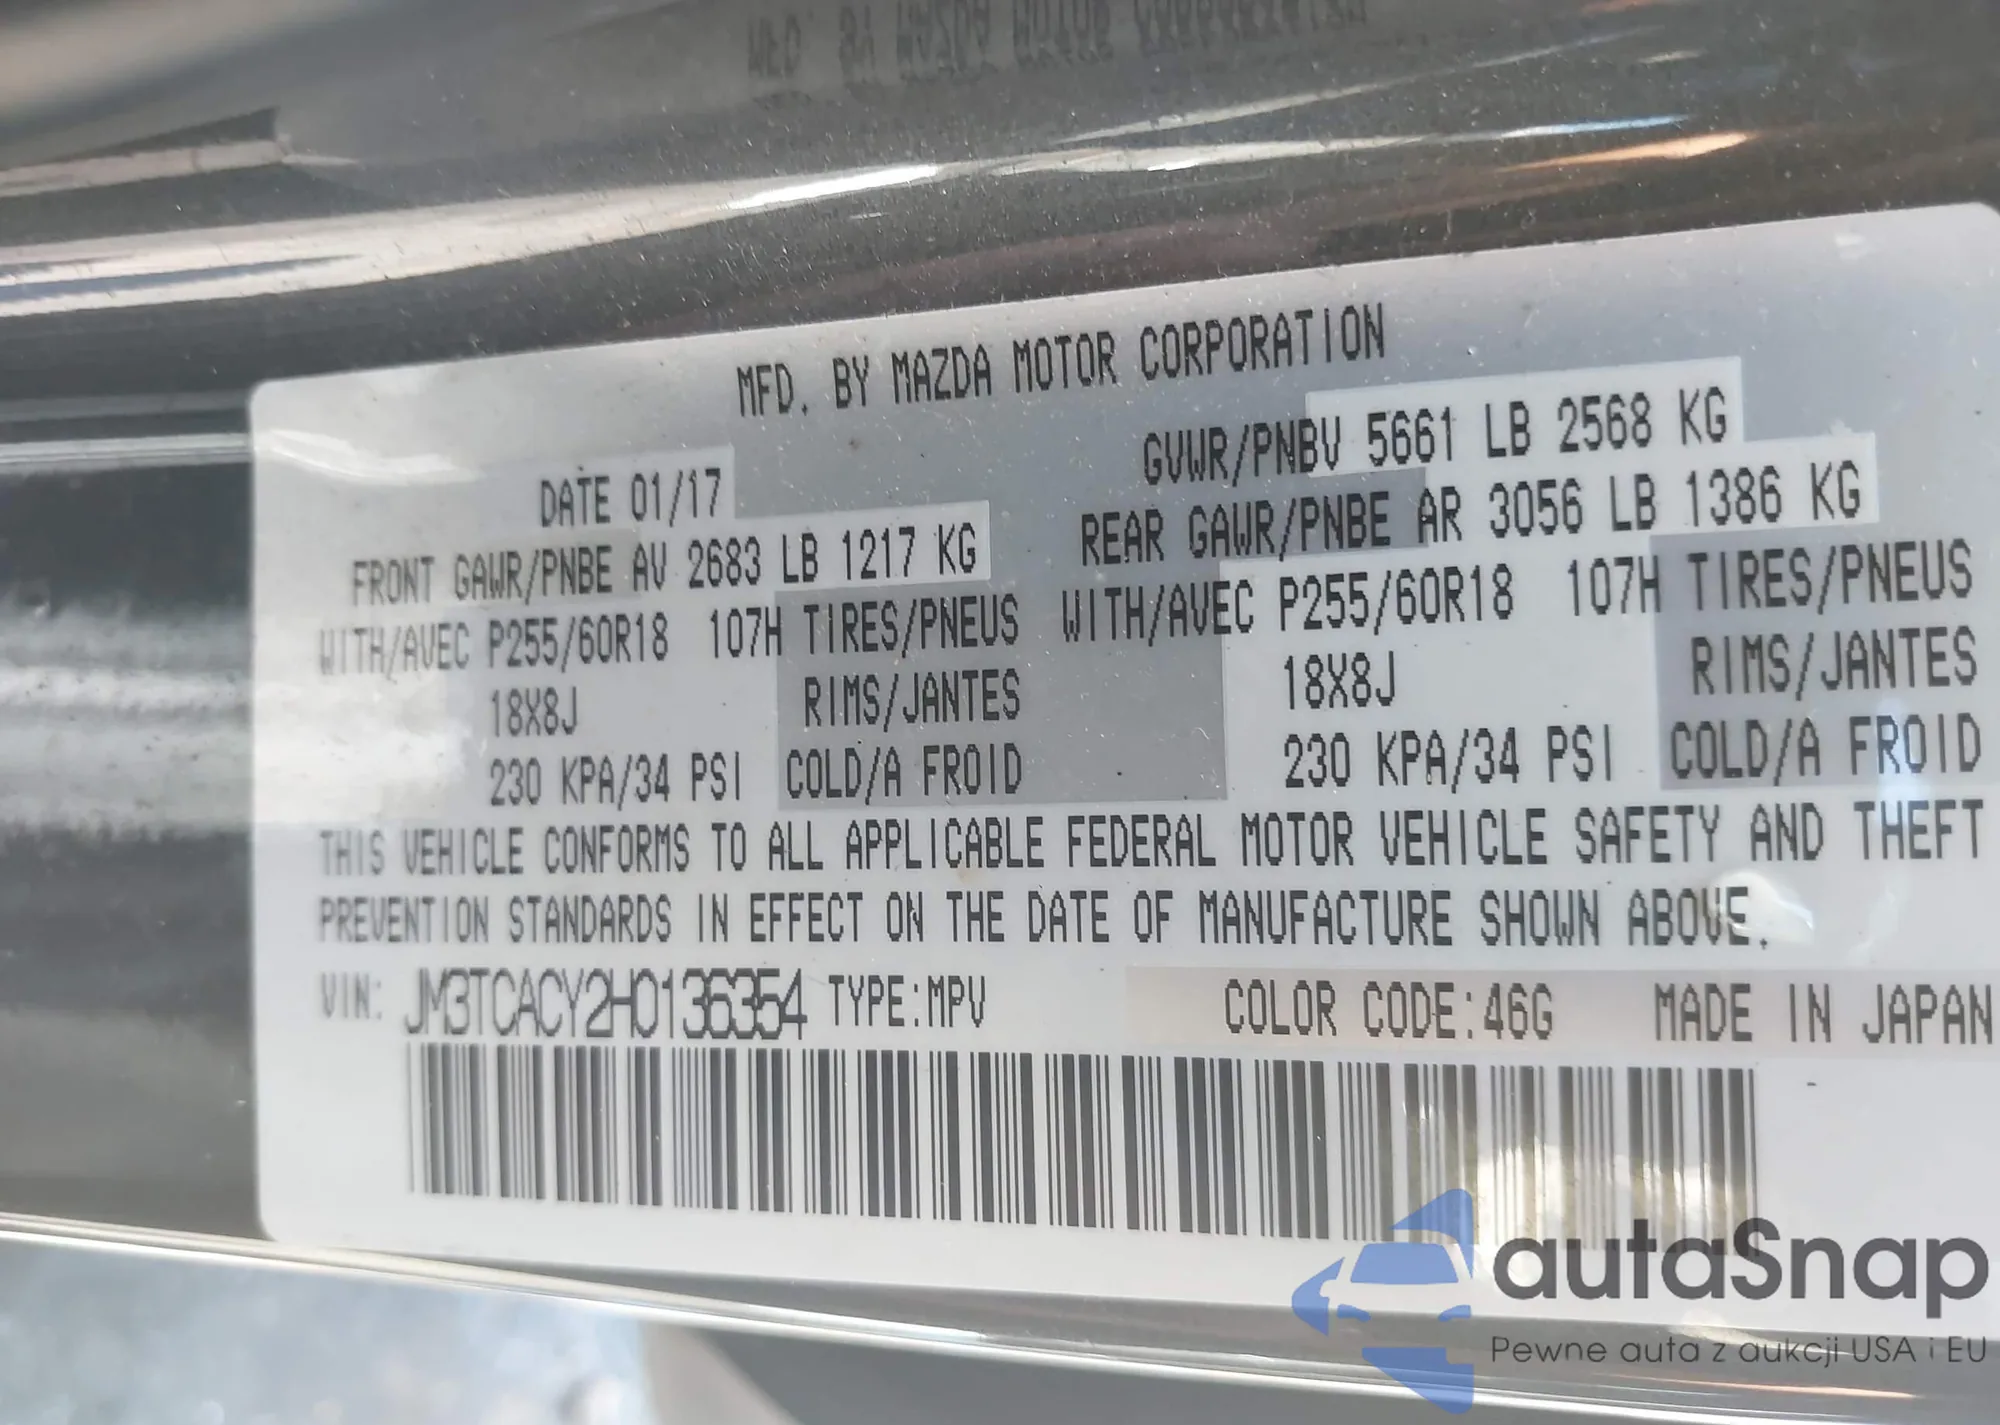 MFD. BY MAZDA MOTOR CORPORATION
DATE 01/17
GVWR/PNBV 5661 LB 2568 KG
FRONT GAWR/PNBE AV 2683 LB 1217 KG
REAR GAWR/PNBE AR 3056 LB 1386 KG
WITH/AVEC P255/60R18 107H TIRES/PNEUS
WITH/AVEC P255/60R18 107H TIRES/PNEUS
18X8J RIMS/JANTES
18X8J RIMS/JANTES
230 KPA/34 PSI COLD/A FROID
230 KPA/34 PSI COLD/A FROID
THIS VEHICLE CONFORMS TO ALL APPLICABLE FEDERAL MOTOR VEHICLE SAFETY AND THEFT
PREVENTION STANDARDS IN EFFECT ON THE DATE OF MANUFACTURE SHOWN ABOVE.
VIN: JM3TCACY2H0136354 TYPE:MPV COLOR CODE:46G MADE IN JAPAN
autaSnap
Pewne auta z aukcji USA i EU